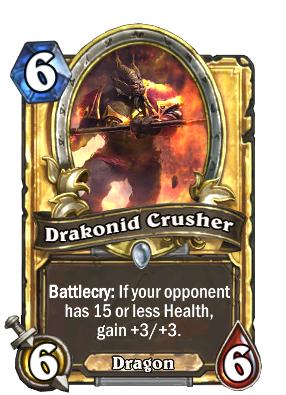 6
Drakonid Crusher
Battlecry: If your opponent
has 15 or less Health,
gain +3/+3.
6
Dragon
6